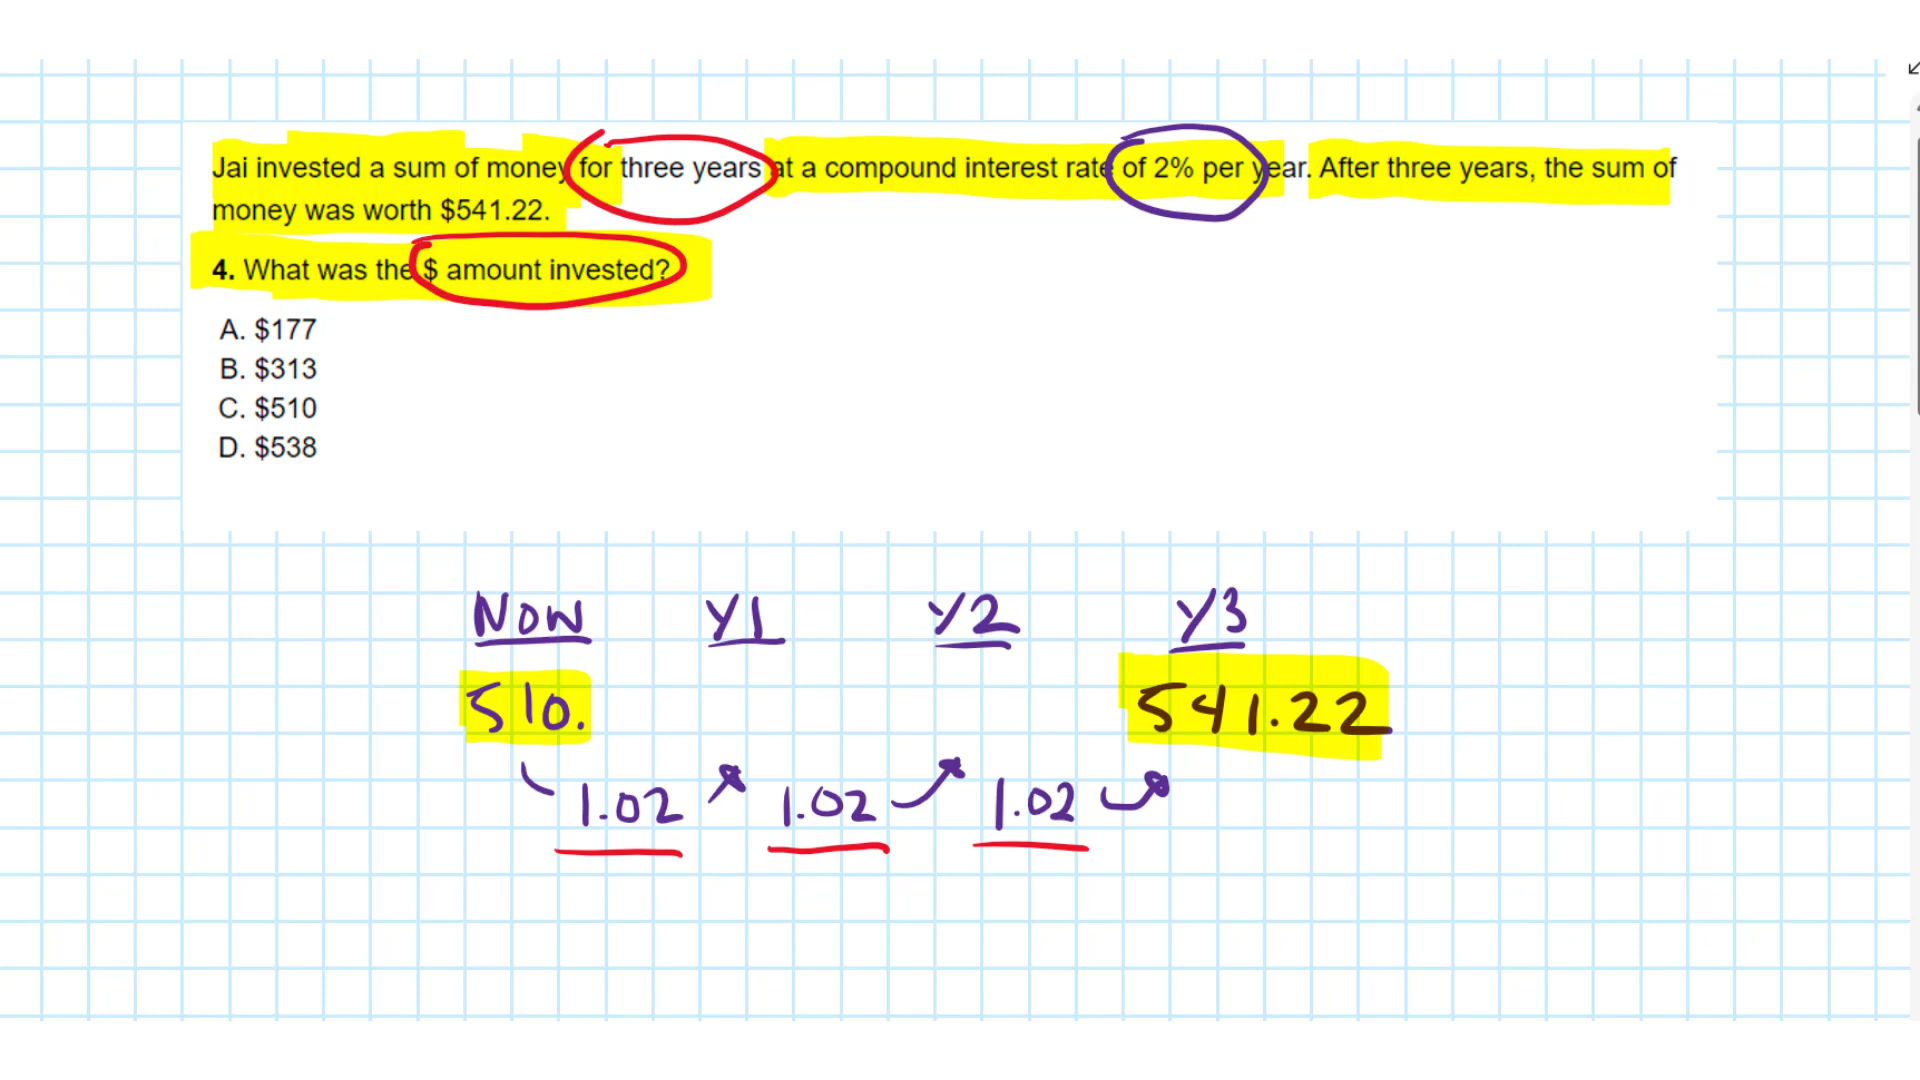 Jai invested a sum of money for three years at a compound interest rate of 2% per year. After three years, the sum of
money was worth $541.22.
4. What was the $ amount invested?
A. $177
B. $313
C. $510
D. $538
NOW Y1 Y2 Y3
510. 541.22
1.02 1.02 1.02